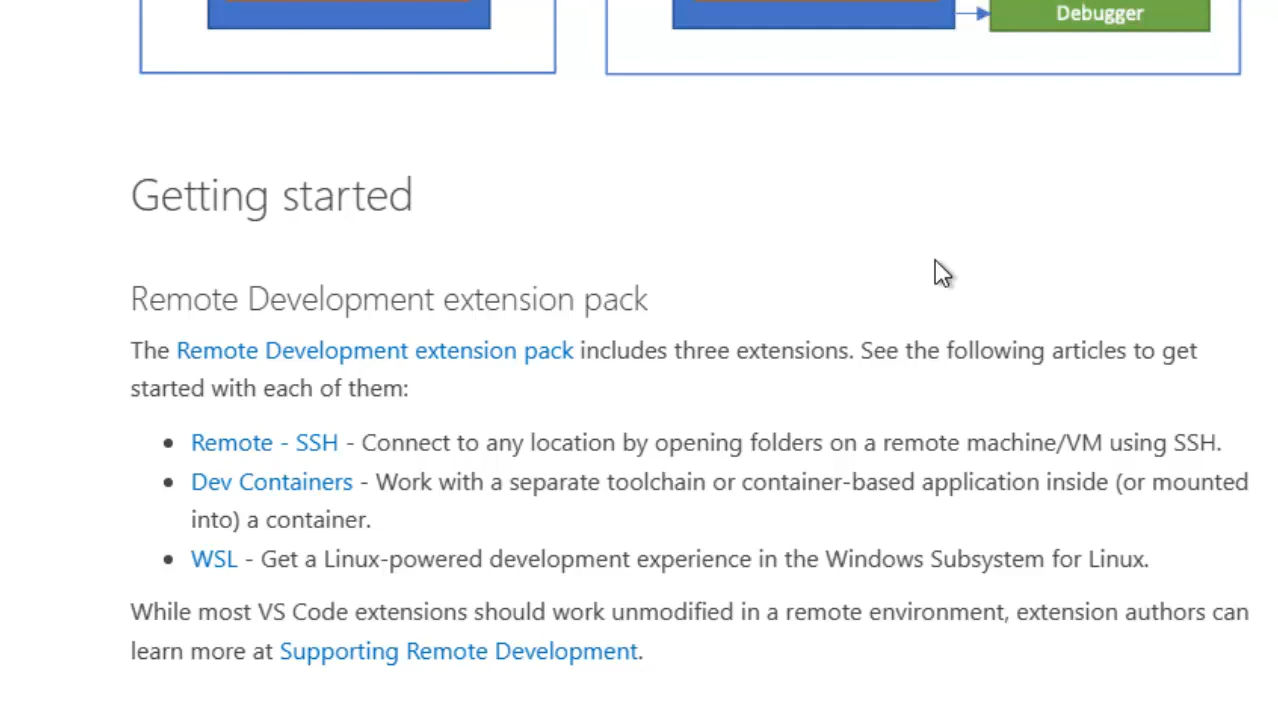 Debugger
Getting started
Remote Development extension pack
The Remote Development extension pack includes three extensions. See the following articles to get
started with each of them:
• Remote - SSH - Connect to any location by opening folders on a remote machine/VM using SSH.
• Dev Containers - Work with a separate toolchain or container-based application inside (or mounted
into) a container.
• WSL - Get a Linux-powered development experience in the Windows Subsystem for Linux.
While most VS Code extensions should work unmodified in a remote environment, extension authors can
learn more at Supporting Remote Development.